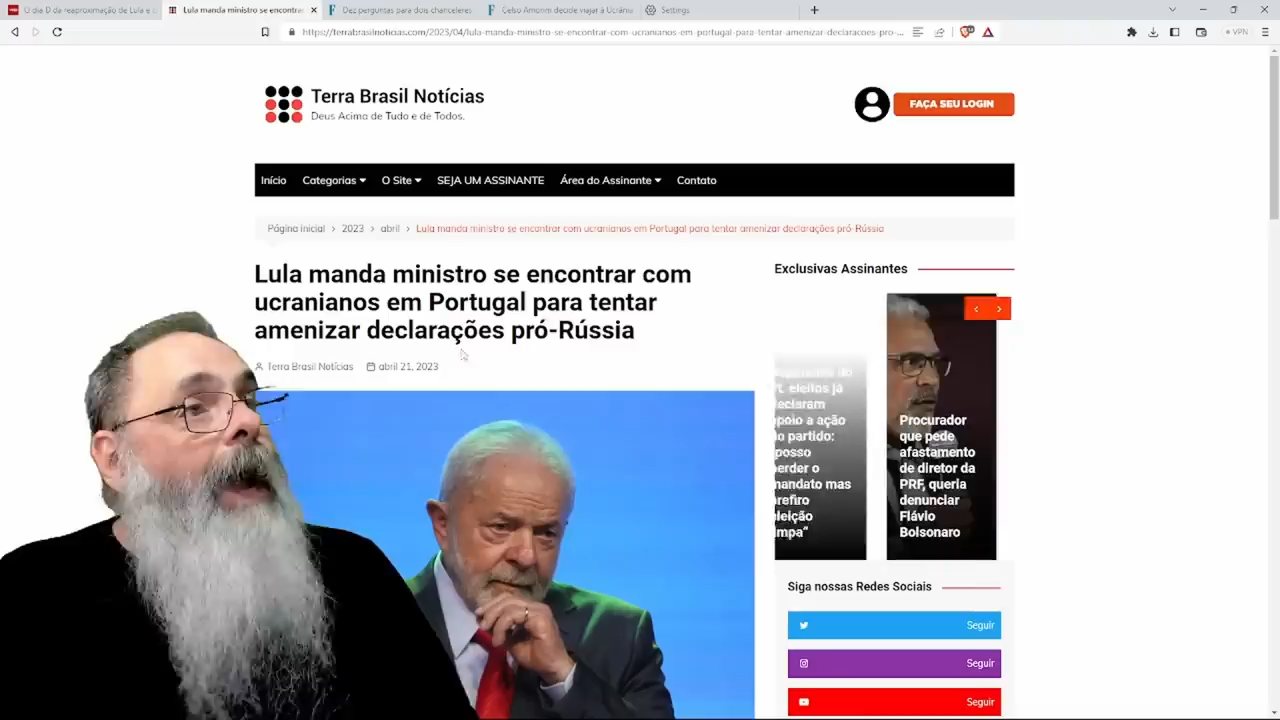 O dia D da reaproximação de Lula e
Lula manda ministro se encontrar
Dez perguntas para dois chanceleres
Celso Amorim decide viajar à Ucrânia
Settings
https://terrabrasilnoticias.com/2023/04/lula-manda-ministro-se-encontrar-com-ucranianos-em-portugal-para-tentar-amenizar-declaracoes-pro-...
VPN
Terra Brasil Notícias
Deus Acima de Tudo e de Todos.
FAÇA SEU LOGIN
Início
Categorias
O Site
SEJA UM ASSINANTE
Área do Assinante
Contato
Página inicial > 2023 > abril > Lula manda ministro se encontrar com ucranianos em Portugal para tentar amenizar declarações pró-Rússia
Lula manda ministro se encontrar com
ucranianos em Portugal para tentar
amenizar declarações pró-Rússia
Terra Brasil Notícias
abril 21, 2023
Exclusivas Assinantes
eleitos já
declaram
apoio a ação
do partido:
posso
perder o
mandato mas
prefiro
eleição
limpa"
Procurador
que pede
afastamento
de diretor da
PRF, queria
denunciar
Flávio
Bolsonaro
Siga nossas Redes Sociais
Seguir
Seguir
Seguir